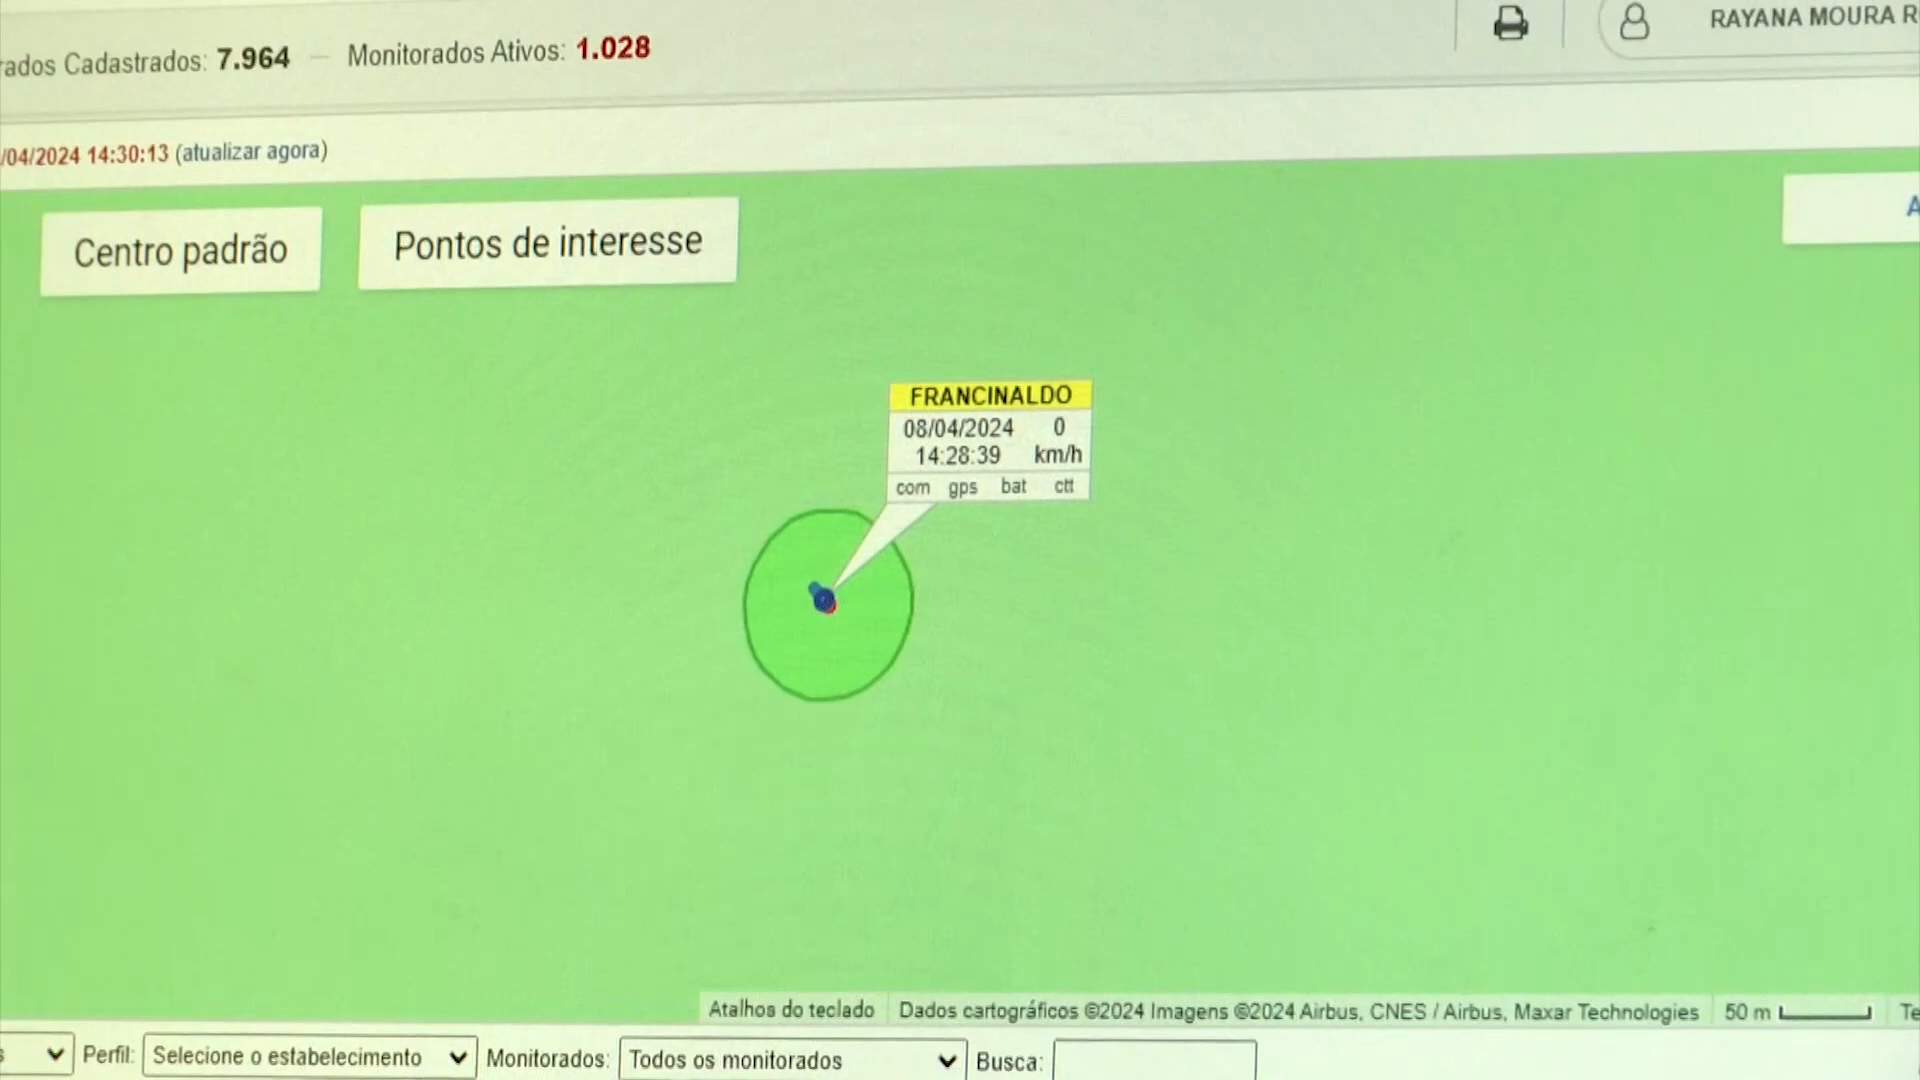 rados Cadastrados: 7.964 — Monitorados Ativos: 1.028
RAYANA MOURA R
/04/2024 14:30:13 (atualizar agora)
Centro padrão
Pontos de interesse
A
FRANCINALDO
08/04/2024 0
14:28:39 km/h
com gps bat ctt
Atalhos do teclado
Dados cartográficos ©2024 Imagens ©2024 Airbus, CNES / Airbus, Maxar Technologies
50 m
Te
s Perfil: Selecione o estabelecimento Monitorados: Todos os monitorados Busca: